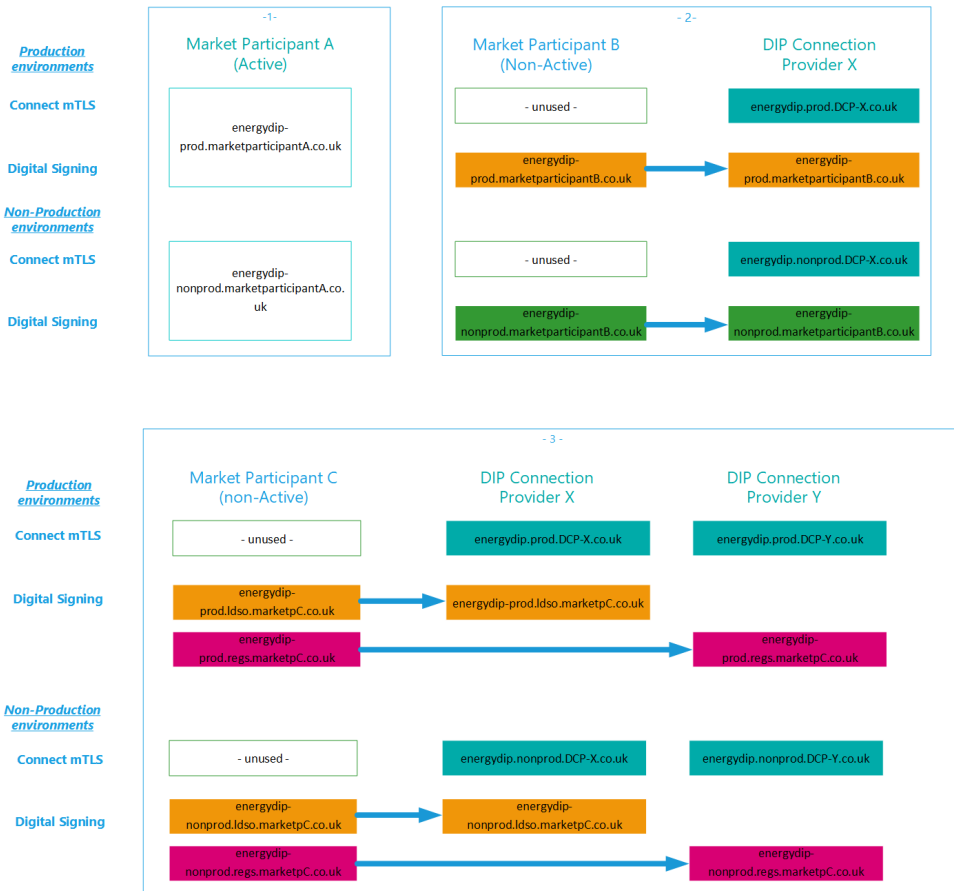 -1-
Market Participant A
(Active)
- 2-
Market Participant B
(Non-Active)
DIP Connection
Provider X
Production
environments
Connect mTLS
energydip-
prod.marketparticipantA.co.uk
- unused -
energydip.prod.DCP-X.co.uk
Digital Signing
energydip-
prod.marketparticipantB.co.uk
energydip-
prod.marketparticipantB.co.uk
Non-Production
environments
Connect mTLS
energydip-
nonprod.marketparticipantA.co.
uk
- unused -
energydip.nonprod.DCP-X.co.uk
Digital Signing
energydip-
nonprod.marketparticipantB.co.uk
energydip-
nonprod.marketparticipantB.co.uk
- 3 -
Market Participant C
(non-Active)
DIP Connection
Provider X
DIP Connection
Provider Y
Production
environments
Connect mTLS
- unused -
energydip.prod.DCP-X.co.uk
energydip.prod.DCP-Y.co.uk
Digital Signing
energydip-
prod.ldso.marketpC.co.uk
energydip-prod.ldso.marketpC.co.uk
energydip-
prod.regs.marketpC.co.uk
energydip-
prod.regs.marketpC.co.uk
Non-Production
environments
Connect mTLS
- unused -
energydip.nonprod.DCP-X.co.uk
energydip.nonprod.DCP-Y.co.uk
Digital Signing
energydip-
nonprod.ldso.marketpC.co.uk
energydip-
nonprod.ldso.marketpC.co.uk
energydip-
nonprod.regs.marketpC.co.uk
energydip-
nonprod.regs.marketpC.co.uk